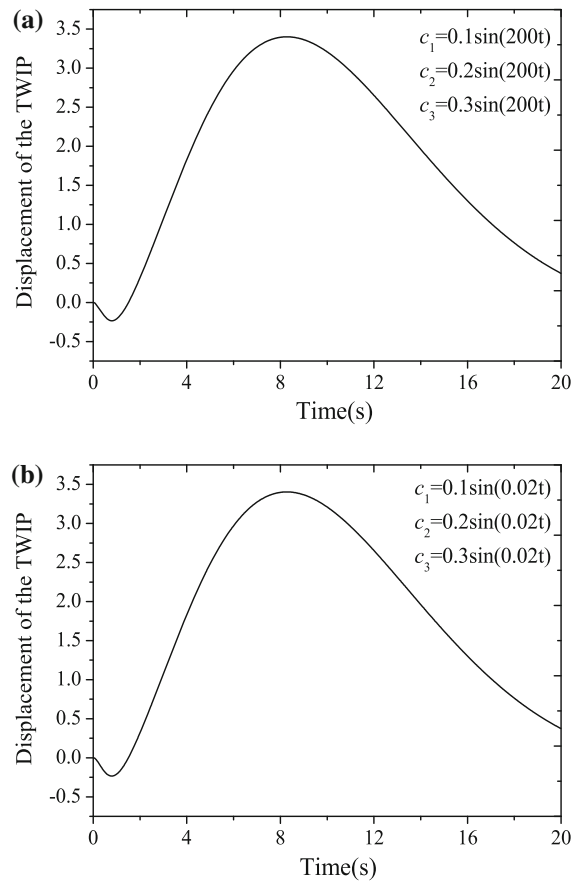 (a)
c₁=0.1sin(200t)
c₂=0.2sin(200t)
c₃=0.3sin(200t)
Displacement of the TWIP
3.5
3.0
2.5
2.0
1.5
1.0
0.5
0.0
-0.5
0 4 8 12 16 20
Time(s)
(b)
c₁=0.1sin(0.02t)
c₂=0.2sin(0.02t)
c₃=0.3sin(0.02t)
Displacement of the TWIP
3.5
3.0
2.5
2.0
1.5
1.0
0.5
0.0
-0.5
0 4 8 12 16 20
Time(s)